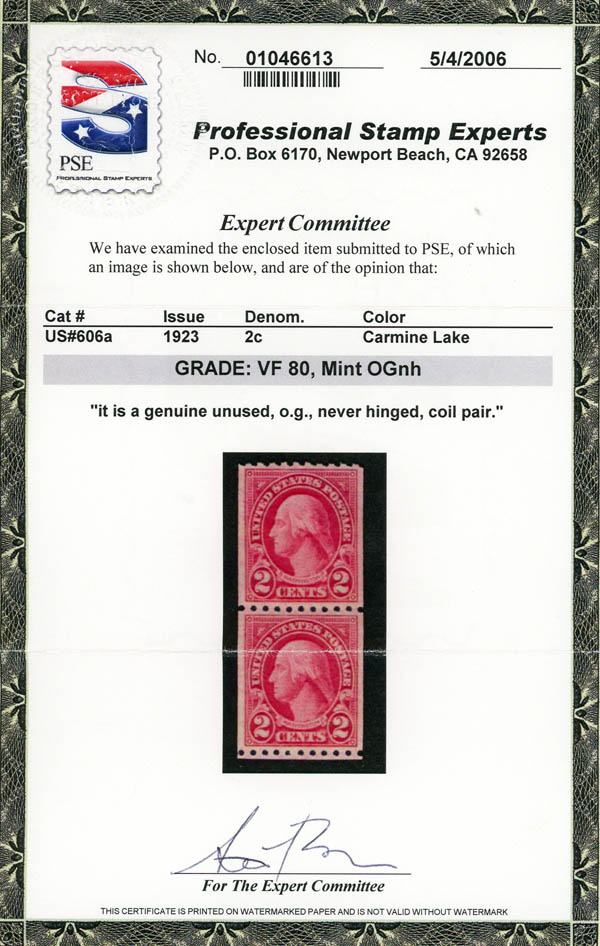 No. 01046613 5/4/2006
PSE
PROFESSIONAL STAMP EXPERTS
Professional Stamp Experts
P.O. Box 6170, Newport Beach, CA 92658
Expert Committee
We have examined the enclosed item submitted to PSE, of which
an image is shown below, and are of the opinion that:
Cat # Issue Denom. Color
US#606a 1923 2c Carmine Lake
GRADE: VF 80, Mint OGnh
"it is a genuine unused, o.g., never hinged, coil pair."
UNITED STATES POSTAGE
2 CENTS 2
UNITED STATES POSTAGE
2 CENTS 2
For The Expert Committee
THIS CERTIFICATE IS PRINTED ON WATERMARKED PAPER AND IS NOT VALID WITHOUT WATERMARK